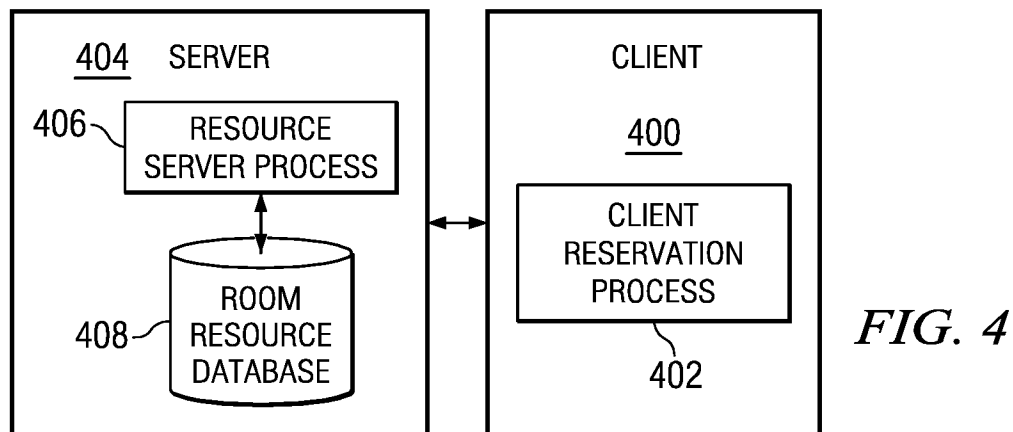 404 SERVER
406
RESOURCE
SERVER PROCESS
408
ROOM
RESOURCE
DATABASE
CLIENT
400
CLIENT
RESERVATION
PROCESS
402
FIG. 4